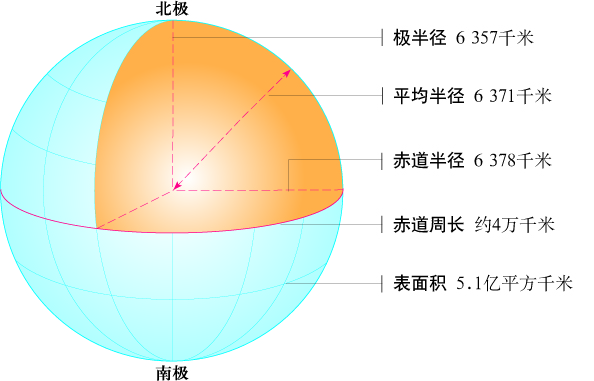 北极
极半径 6 357千米
平均半径 6 371千米
赤道半径 6 378千米
赤道周长 约4万千米
表面积 5.1亿平方千米
南极